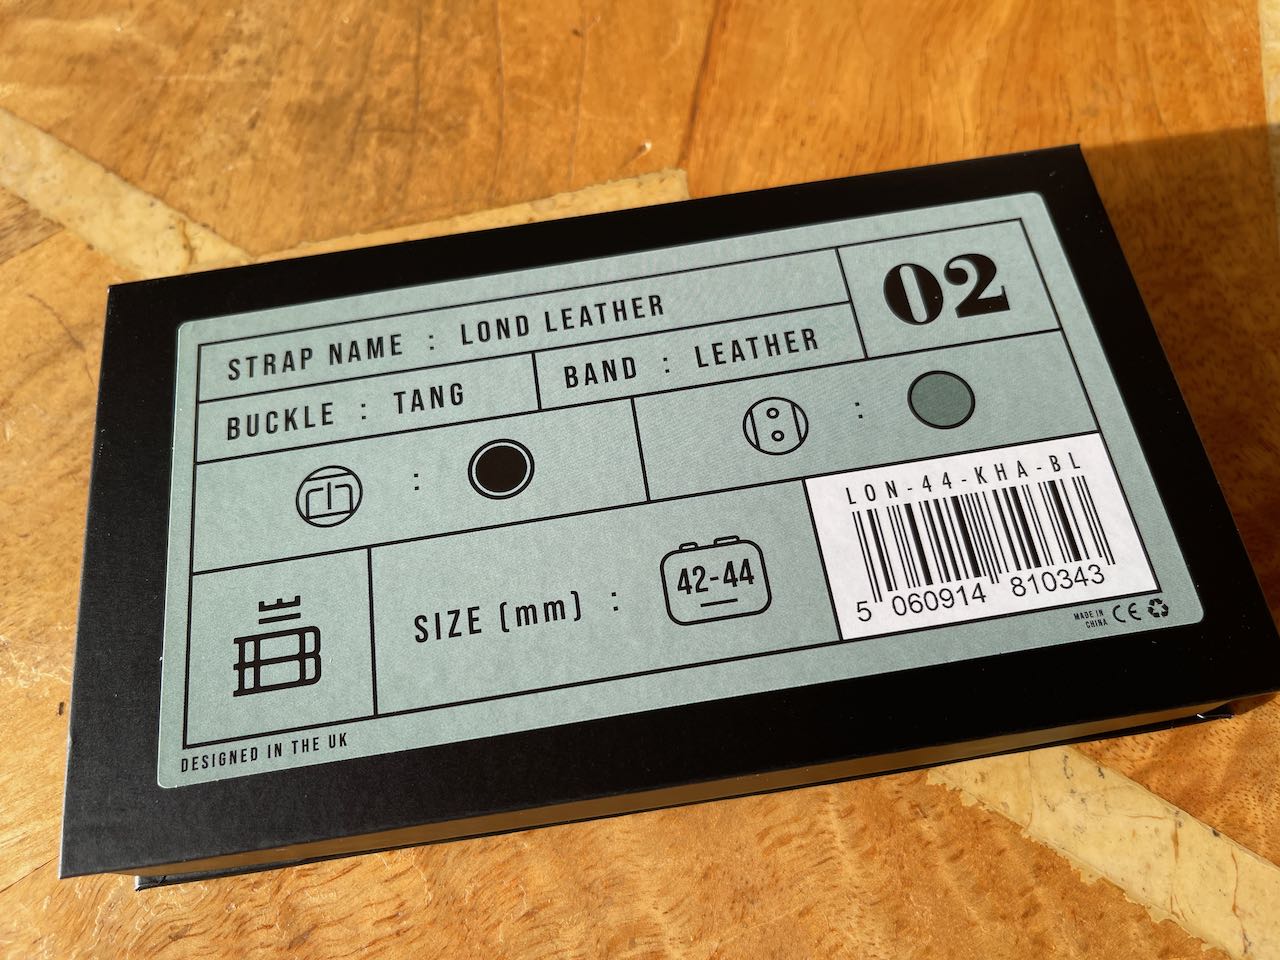 STRAP NAME : LOND LEATHER
02
BUCKLE : TANG
BAND : LEATHER
:
:
SIZE (mm) :
42-44
LON-44-KHA-BL
5 060914 810343
MADE IN
CHINA
CE
DESIGNED IN THE UK